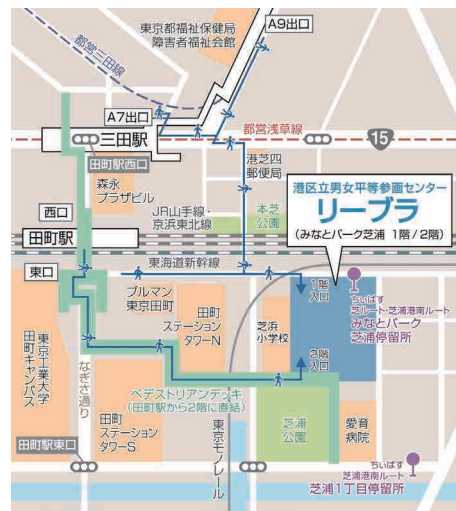 東京都福祉保健局
障害者福祉会館
A9出口
都営三田線
A7出口
三田駅
都営浅草線
15
田町駅西口
港芝四
郵便局
港区立男女平等参画センター
リーブラ
(みなとパーク芝浦 1階/2階)
森永
プラザビル
西口
JR山手線・
京浜東北線
本芝
公園
田町駅
東口
東海道新幹線
1階
入口
ちぃばす
芝ルート・芝浦港南ルート
みなとパーク
芝浦停留所
プルマン
東京田町
田町
ステーション
タワーN
芝浜
小学校
東京工業大学
田町キャンパス
なぎさ通り
2階
入口
ペデストリアンデッキ
(田町駅から2階に直結)
田町
ステーション
タワーS
東京モノレール
芝浦
公園
愛育
病院
田町駅東口
ちぃばす
芝浦港南ルート
芝浦1丁目停留所